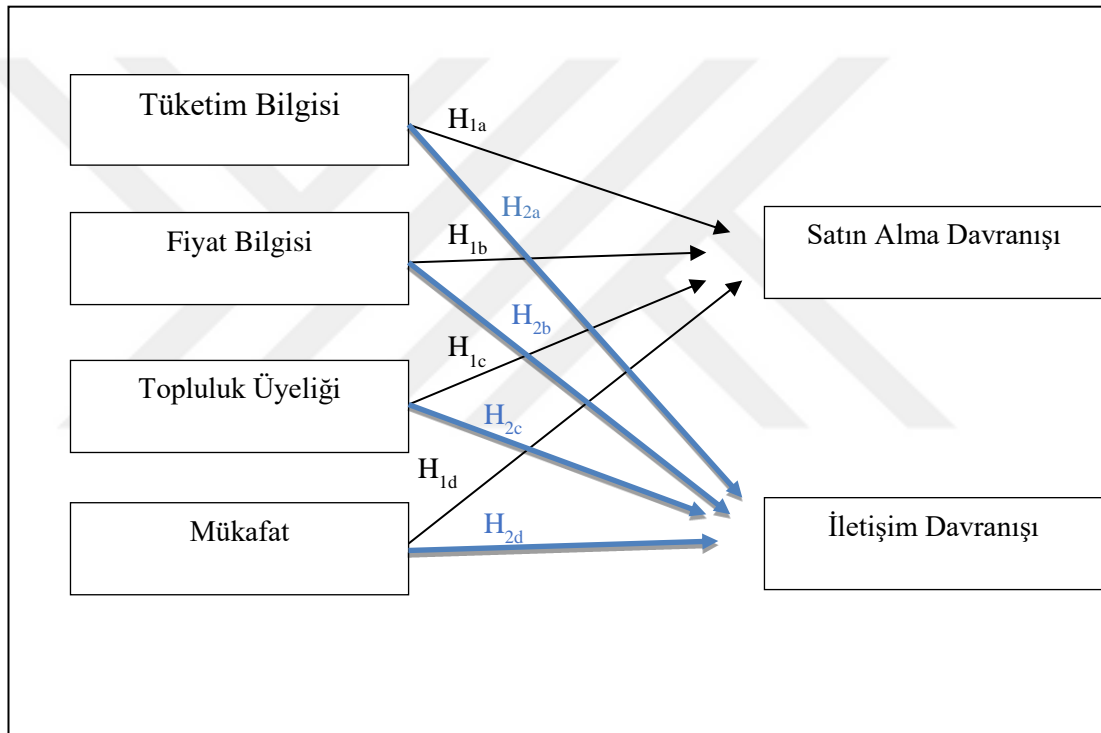 Tüketim Bilgisi
H1a
H2a
Fiyat Bilgisi
H1b
Satın Alma Davranışı
H2b
H1c
Topluluk Üyeliği
H2c
H1d
Mükafat
H2d
İletişim Davranışı